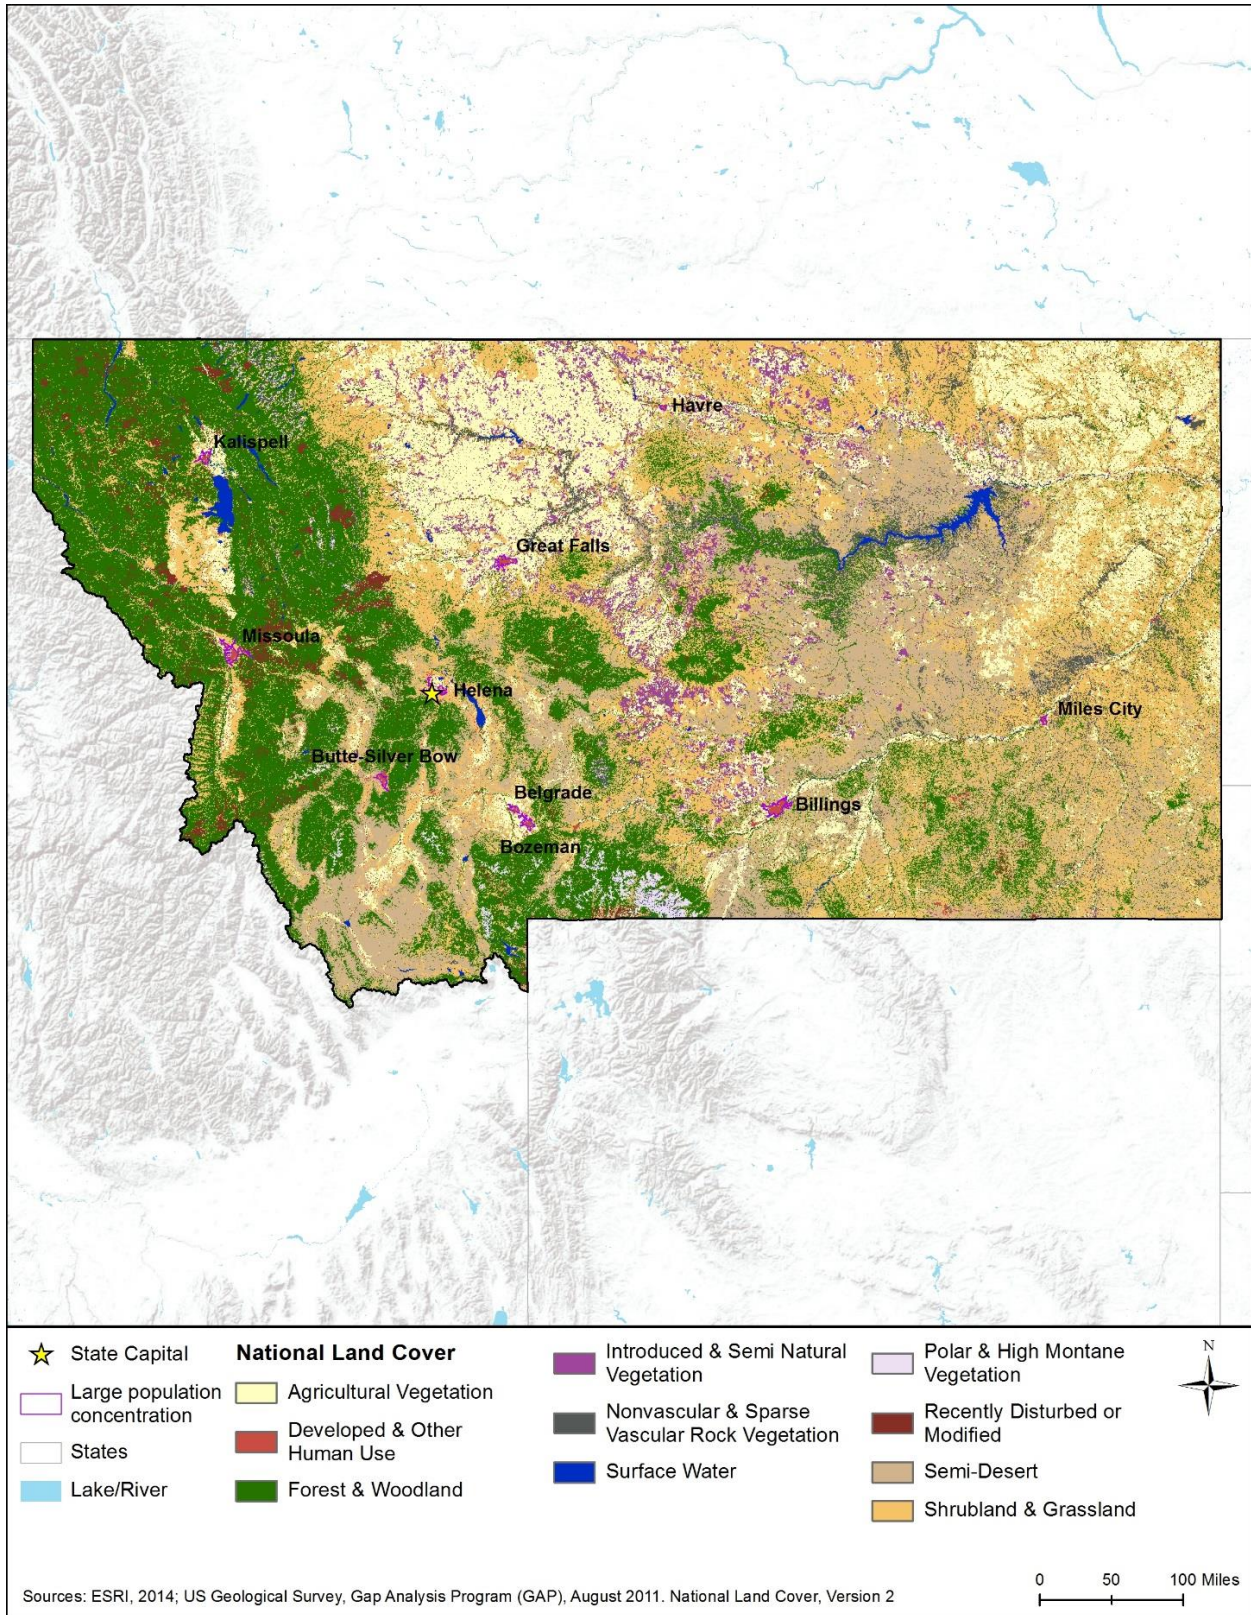 Havre
Kalispell
Great Falls
Missoula
Helena
Miles City
Butte-Silver Bow
Belgrade
Billings
Bozeman
State Capital
Large population
concentration
States
Lake/River
National Land Cover
Agricultural Vegetation
Developed & Other
Human Use
Forest & Woodland
Introduced & Semi Natural
Vegetation
Nonvascular & Sparse
Vascular Rock Vegetation
Surface Water
Polar & High Montane
Vegetation
Recently Disturbed or
Modified
Semi-Desert
Shrubland & Grassland
N
0 50 100 Miles
Sources: ESRI, 2014; US Geological Survey, Gap Analysis Program (GAP), August 2011. National Land Cover, Version 2